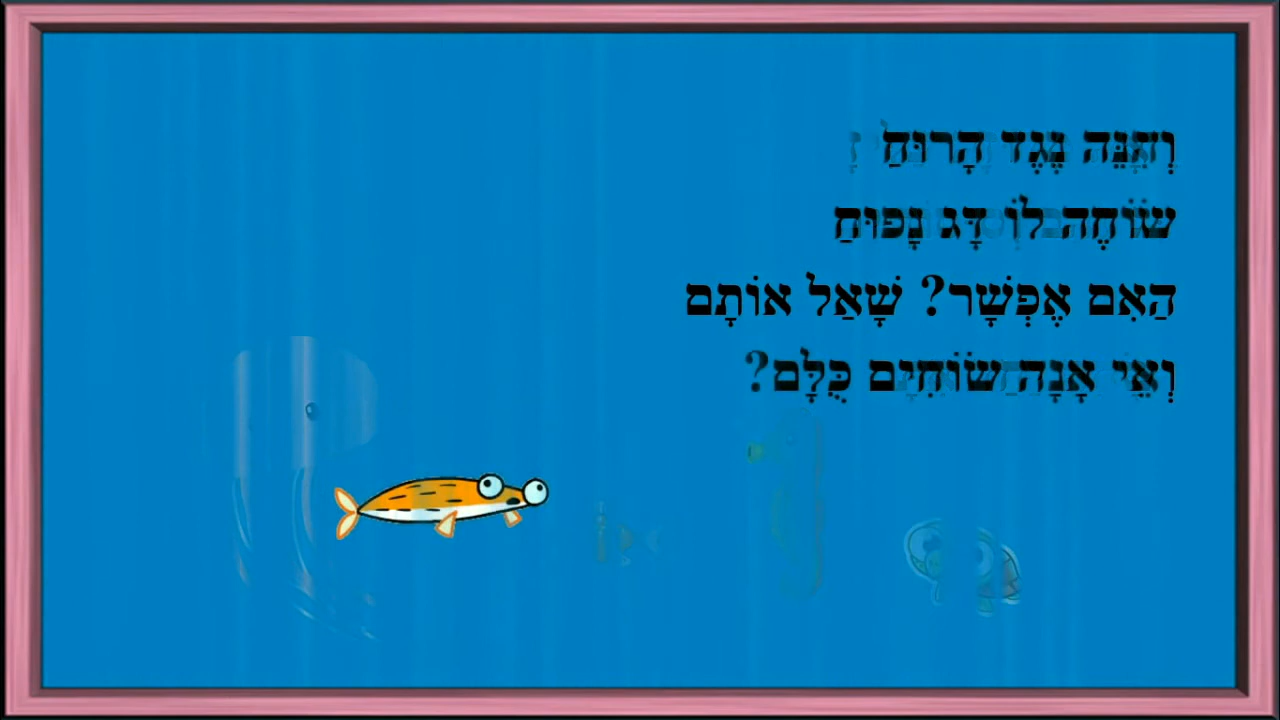 וְהִנֵּה נֶגֶד הָרוּחַ
שׂוֹחֶה לוֹ דָּג נָפוּחַ
הַאִם אֶפְשָׁר? שָׁאַל אוֹתָם
וְאֵי אָנָה שׂוֹחִים כֻּלָּם?